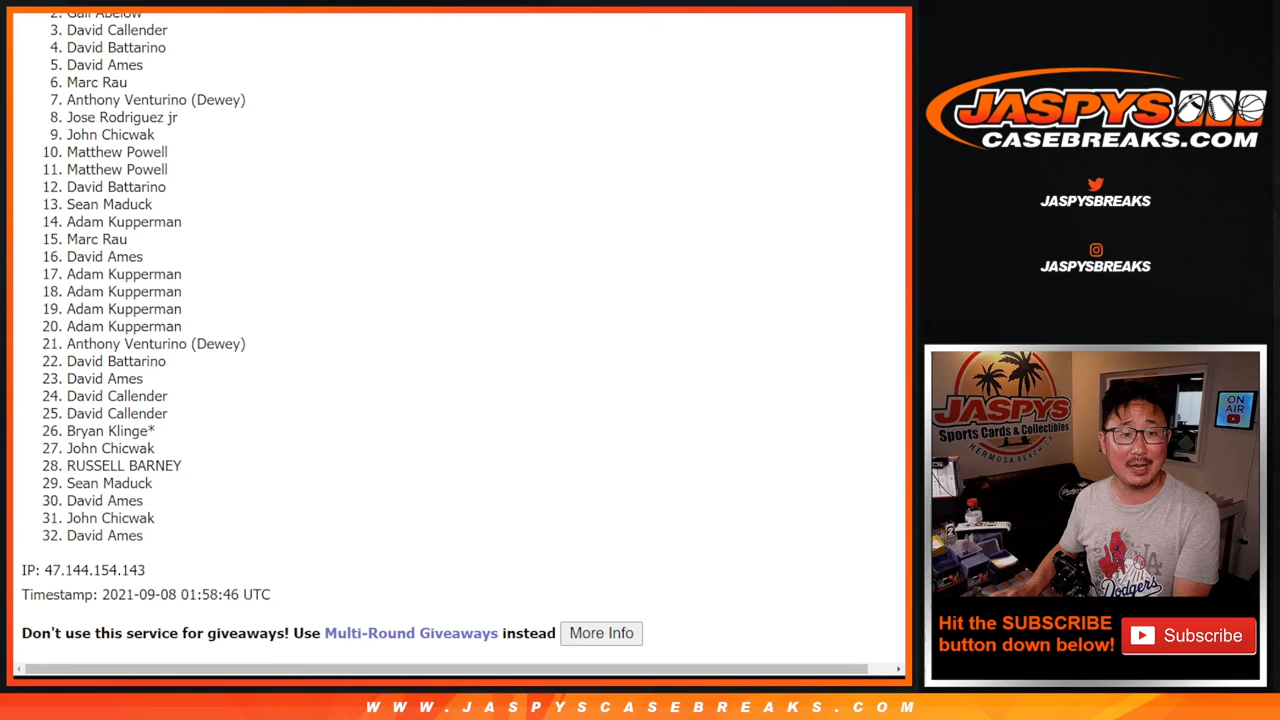 2. Gail Abelow
3. David Callender
4. David Battarino
5. David Ames
6. Marc Rau
7. Anthony Venturino (Dewey)
8. Jose Rodriguez jr
9. John Chicwak
10. Matthew Powell
11. Matthew Powell
12. David Battarino
13. Sean Maduck
14. Adam Kupperman
15. Marc Rau
16. David Ames
17. Adam Kupperman
18. Adam Kupperman
19. Adam Kupperman
20. Adam Kupperman
21. Anthony Venturino (Dewey)
22. David Battarino
23. David Ames
24. David Callender
25. David Callender
26. Bryan Klinge*
27. John Chicwak
28. RUSSELL BARNEY
29. Sean Maduck
30. David Ames
31. John Chicwak
32. David Ames
IP: 47.144.154.143
Timestamp: 2021-09-08 01:58:46 UTC
Don't use this service for giveaways! Use Multi-Round Giveaways instead More Info
JASPYS
CASEBREAKS.COM
JASPYSBREAKS
JASPYSBREAKS
JASPYS
Sports Cards & Collectibles
HERMOSA BEACH, CA
ON
AIR
Dodgers
Hit the SUBSCRIBE
button down below!
Subscribe
WWW.JASPYSCASEBREAKS.COM